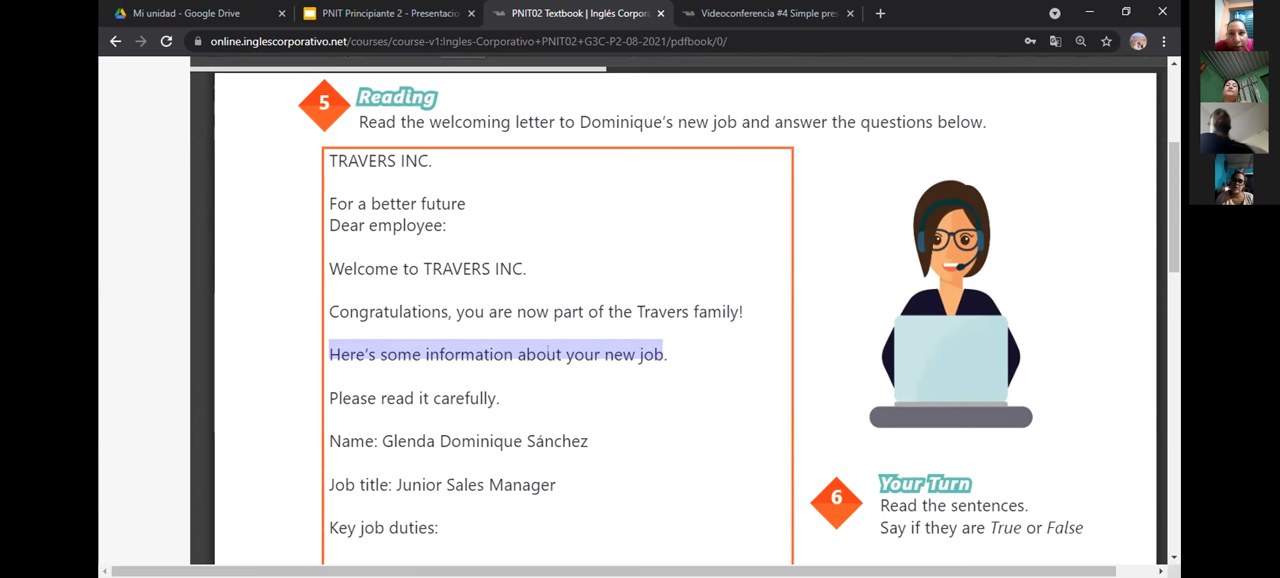 Mi unidad - Google Drive
PNIT Principiante 2 - Presentacio
PNIT02 Textbook | Inglés Corpora
Videoconferencia #4 Simple pres
online.inglescorporativo.net/courses/course-v1:Ingles-Corporativo+PNIT02+G3C-P2-08-2021/pdfbook/0/
5 Reading
Read the welcoming letter to Dominique's new job and answer the questions below.
TRAVERS INC.
For a better future
Dear employee:
Welcome to TRAVERS INC.
Congratulations, you are now part of the Travers family!
Here's some information about your new job.
Please read it carefully.
Name: Glenda Dominique Sánchez
Job title: Junior Sales Manager
Key job duties:
6 Your Turn
Read the sentences.
Say if they are True or False